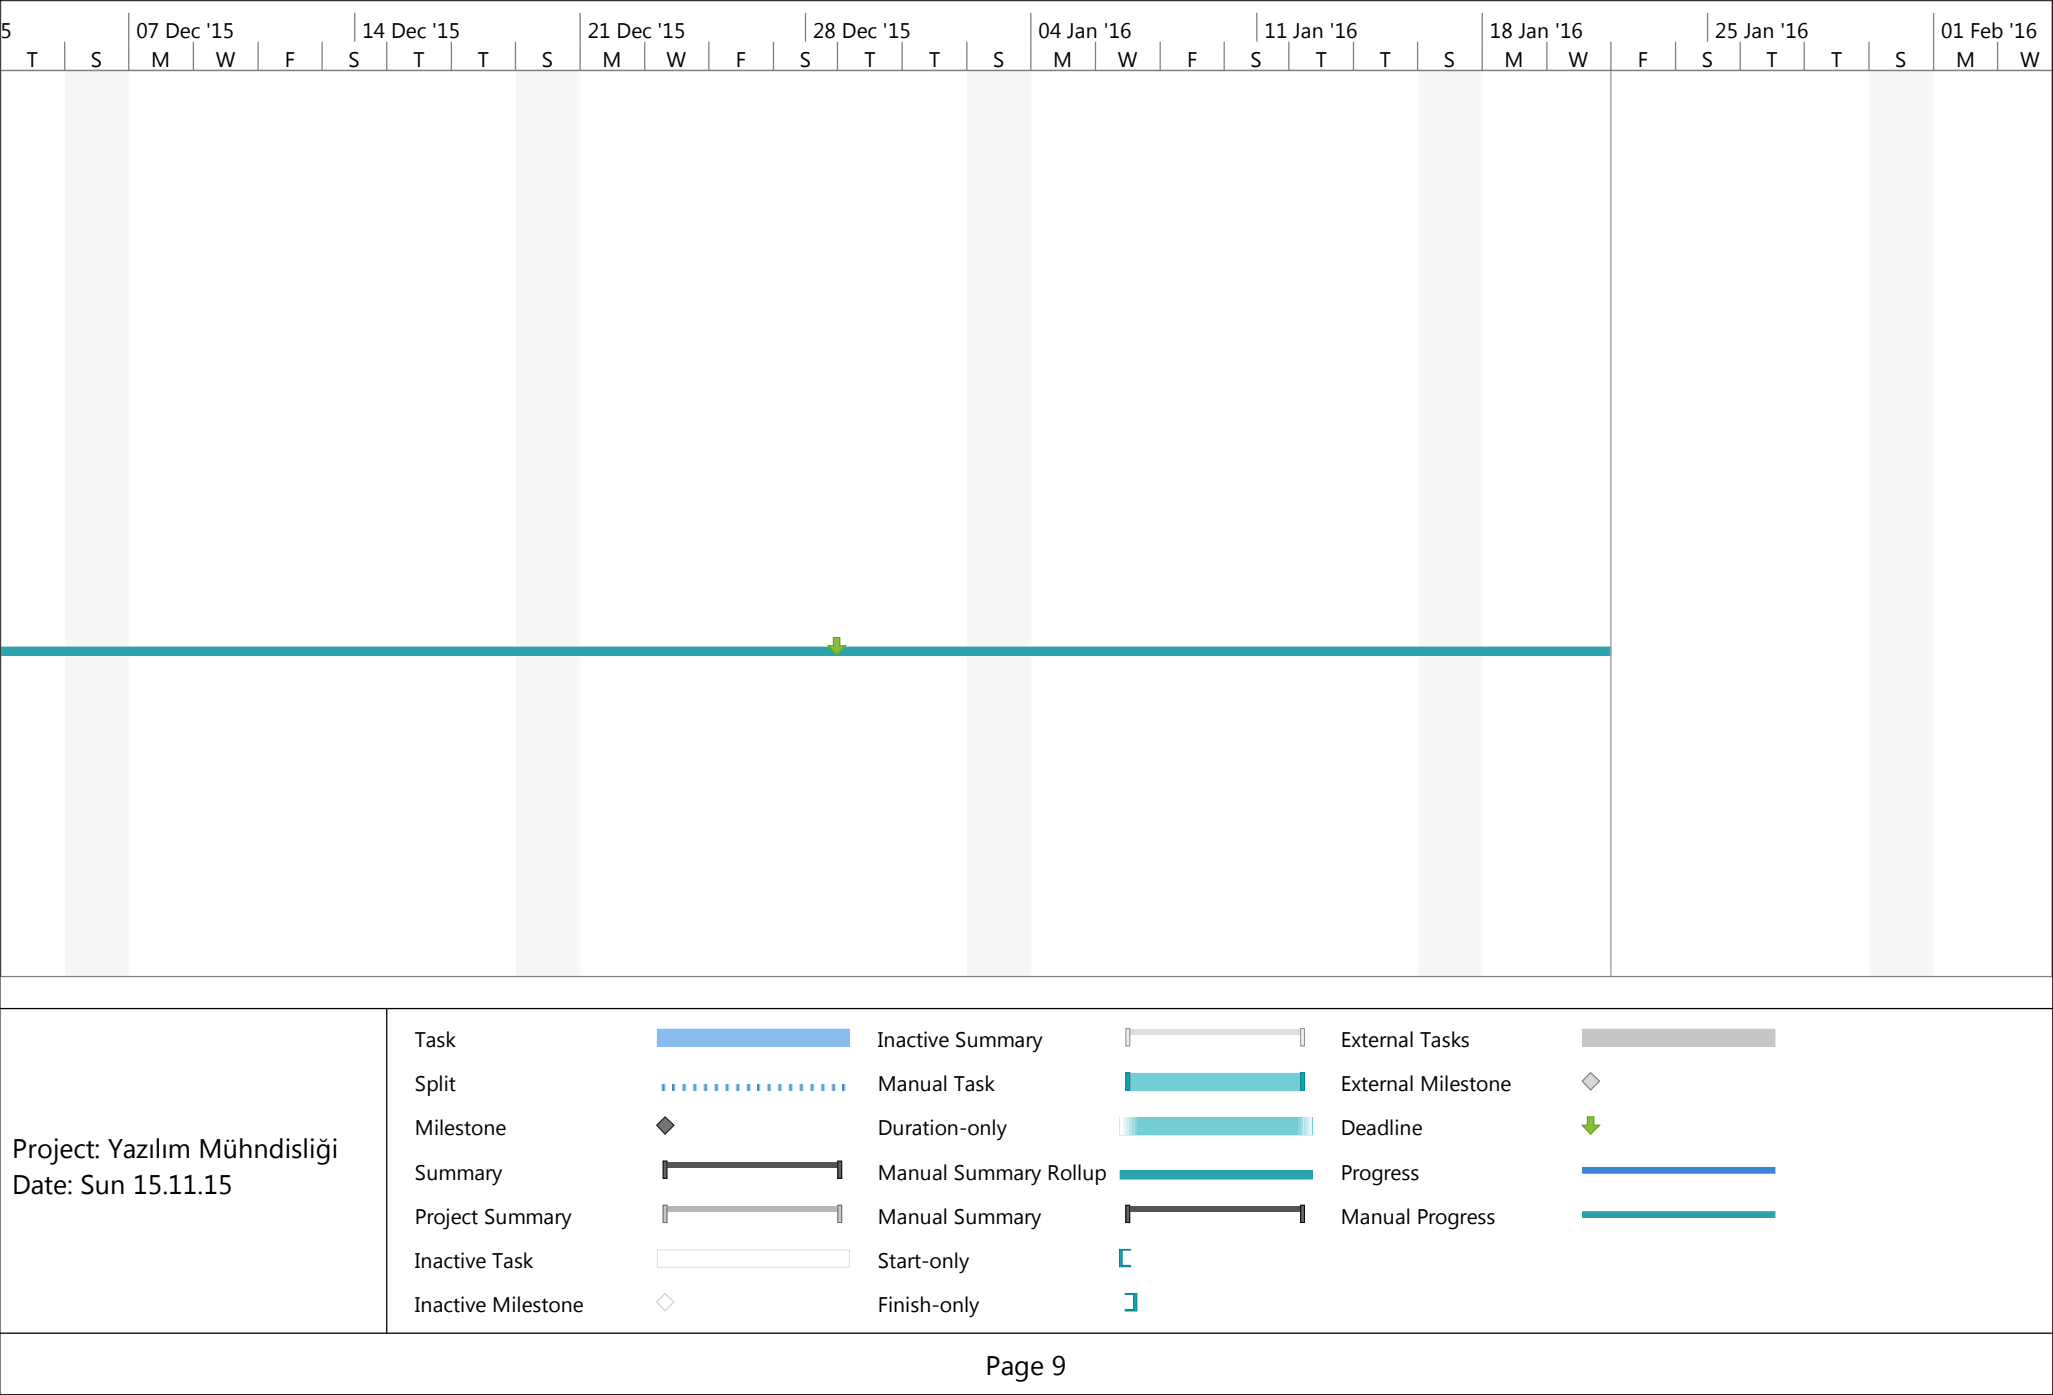 5 07 Dec '15 14 Dec '15 21 Dec '15 28 Dec '15 04 Jan '16 11 Jan '16 18 Jan '16 25 Jan '16 01 Feb '16
T S M W F S T T S M W F S T T S M W F S T T S M W F S T T S M W
Project: Yazılım Mühndisliği
Date: Sun 15.11.15
Task
Split
Milestone
Summary
Project Summary
Inactive Task
Inactive Milestone
Inactive Summary
Manual Task
Duration-only
Manual Summary Rollup
Manual Summary
Start-only
Finish-only
External Tasks
External Milestone
Deadline
Progress
Manual Progress
Page 9